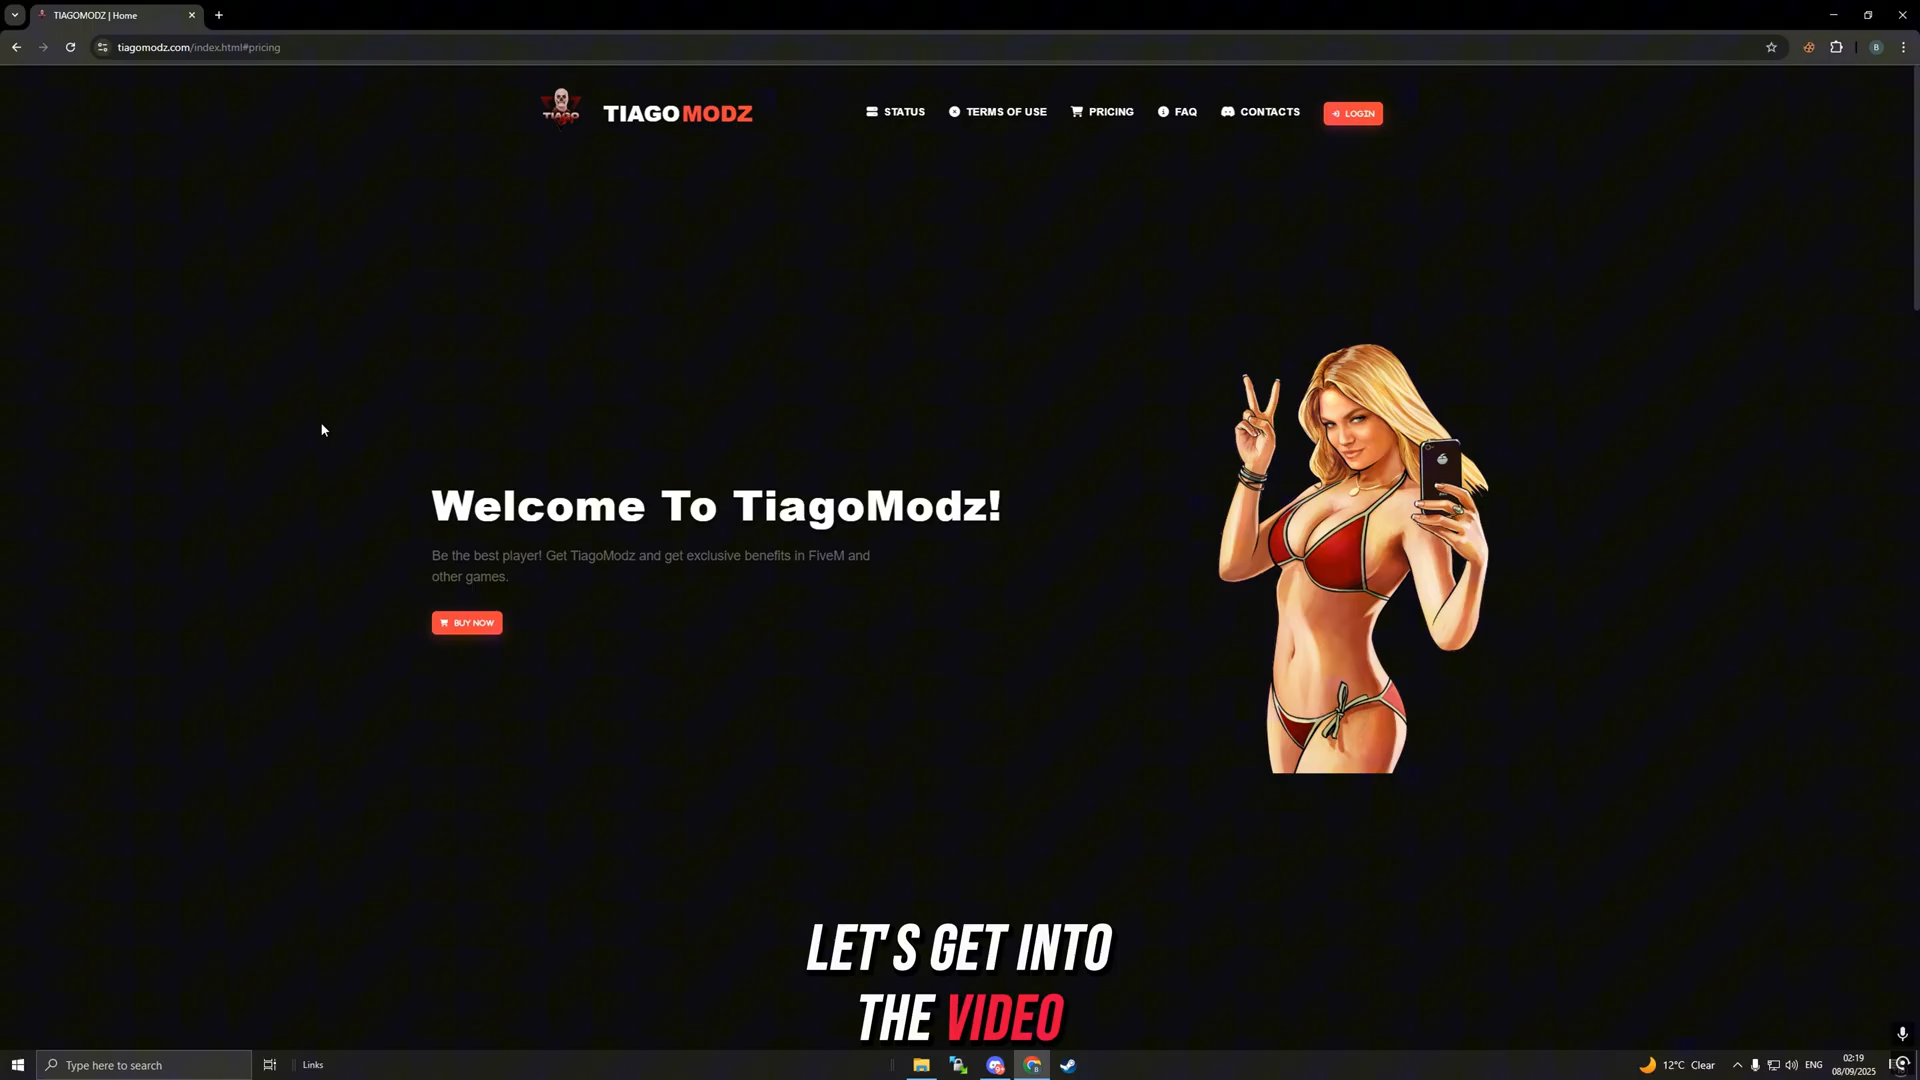 TIAGOMODZ | Home
tiagomodz.com/index.html#pricing
B
TIAGO
TIAGOMODZ
STATUS
TERMS OF USE
PRICING
FAQ
CONTACTS
LOGIN
Welcome To TiagoModz!
Be the best player! Get TiagoModz and get exclusive benefits in FiveM and
other games.
BUY NOW
LET'S GET INTO
THE VIDEO
Type here to search
Links
12°C Clear
ENG
02:19
08/09/2025